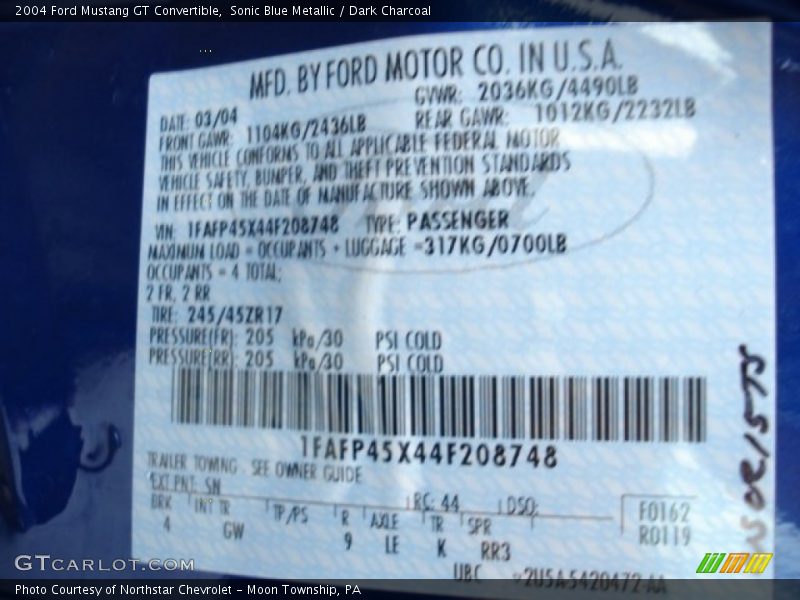 2004 Ford Mustang GT Convertible, Sonic Blue Metallic / Dark Charcoal
MFD. BY FORD MOTOR CO. IN U.S.A.
DATE: 03/04 GVWR: 2036KG/4490LB
FRONT GAWR: 1104KG/2436LB REAR GAWR: 1012KG/2232LB
THIS VEHICLE CONFORMS TO ALL APPLICABLE FEDERAL MOTOR
VEHICLE SAFETY, BUMPER, AND THEFT PREVENTION STANDARDS
IN EFFECT ON THE DATE OF MANUFACTURE SHOWN ABOVE.
VIN: 1FAFP45X44F208748 TYPE: PASSENGER
MAXIMUM LOAD = OCCUPANTS + LUGGAGE =317KG/0700LB
OCCUPANTS = 4 TOTAL;
2 FR, 2 RR
TIRE: 245/45ZR17
PRESSURE(FR): 205 kPa/30 PSI COLD
PRESSURE(RR): 205 kPa/30 PSI COLD
1FAFP45X44F208748
TRAILER TOWING - SEE OWNER GUIDE
EXT PNT: SN RC: 44 DSO: F0162
BRK INT TR TP/PS R AXLE TR SPR R0119
4 GW 9 LE K RR3
UBC 2U5A-5420472-AA
GTCARLOT.COM
Photo Courtesy of Northstar Chevrolet - Moon Township, PA